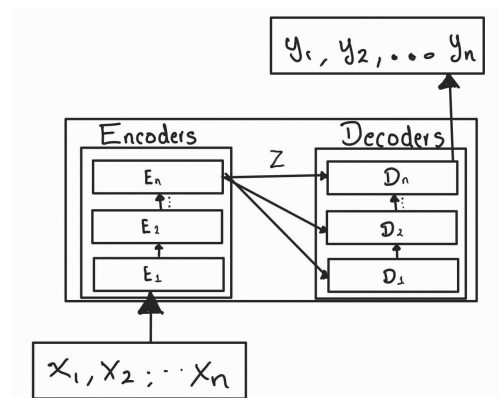 y₁, y₂, ... yₙ
Encoders
Decoders
Z
Eₙ
Dₙ
⋮
⋮
E₂
D₂
E₁
D₁
x₁, x₂, ... xₙ